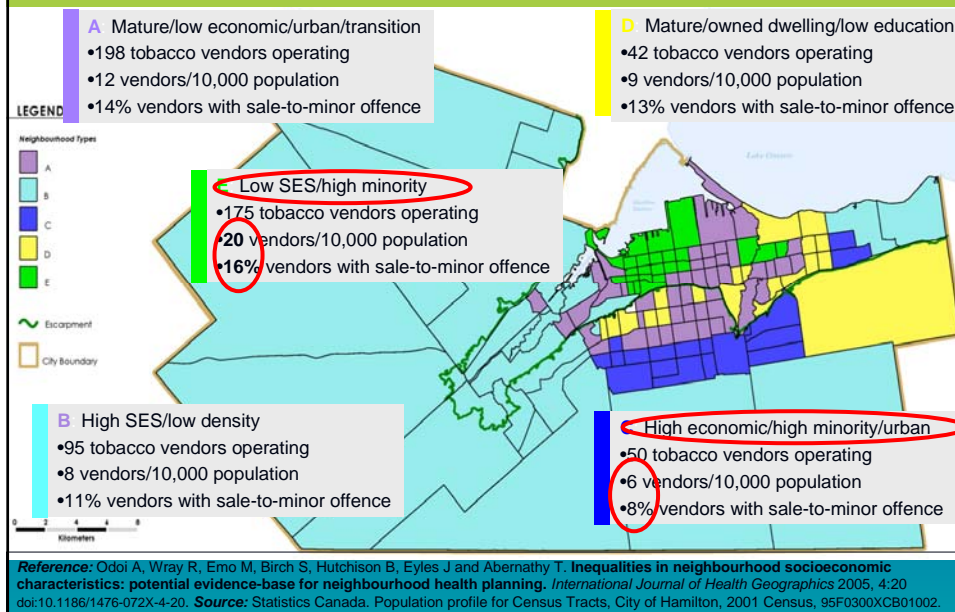 A Mature/low economic/urban/transition
•198 tobacco vendors operating
•12 vendors/10,000 population
•14% vendors with sale-to-minor offence
D Mature/owned dwelling/low education
•42 tobacco vendors operating
•9 vendors/10,000 population
•13% vendors with sale-to-minor offence
LEGEND
Neighbourhood Types
A
B
C
D
E
Escarpment
City Boundary
Lake Ontario
E Low SES/high minority
•175 tobacco vendors operating
•20 vendors/10,000 population
•16% vendors with sale-to-minor offence
B High SES/low density
•95 tobacco vendors operating
•8 vendors/10,000 population
•11% vendors with sale-to-minor offence
C High economic/high minority/urban
•50 tobacco vendors operating
•6 vendors/10,000 population
•8% vendors with sale-to-minor offence
0 2 4 6 8
Kilometers
Reference: Odoi A, Wray R, Emo M, Birch S, Hutchison B, Eyles J and Abernathy T. Inequalities in neighbourhood socioeconomic
characteristics: potential evidence-base for neighbourhood health planning. International Journal of Health Geographics 2005, 4:20
doi:10.1186/1476-072X-4-20. Source: Statistics Canada. Population profile for Census Tracts, City of Hamilton, 2001 Census, 95F0300XCB01002.